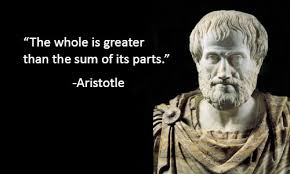 “The whole is greater
than the sum of its parts.”
-Aristotle